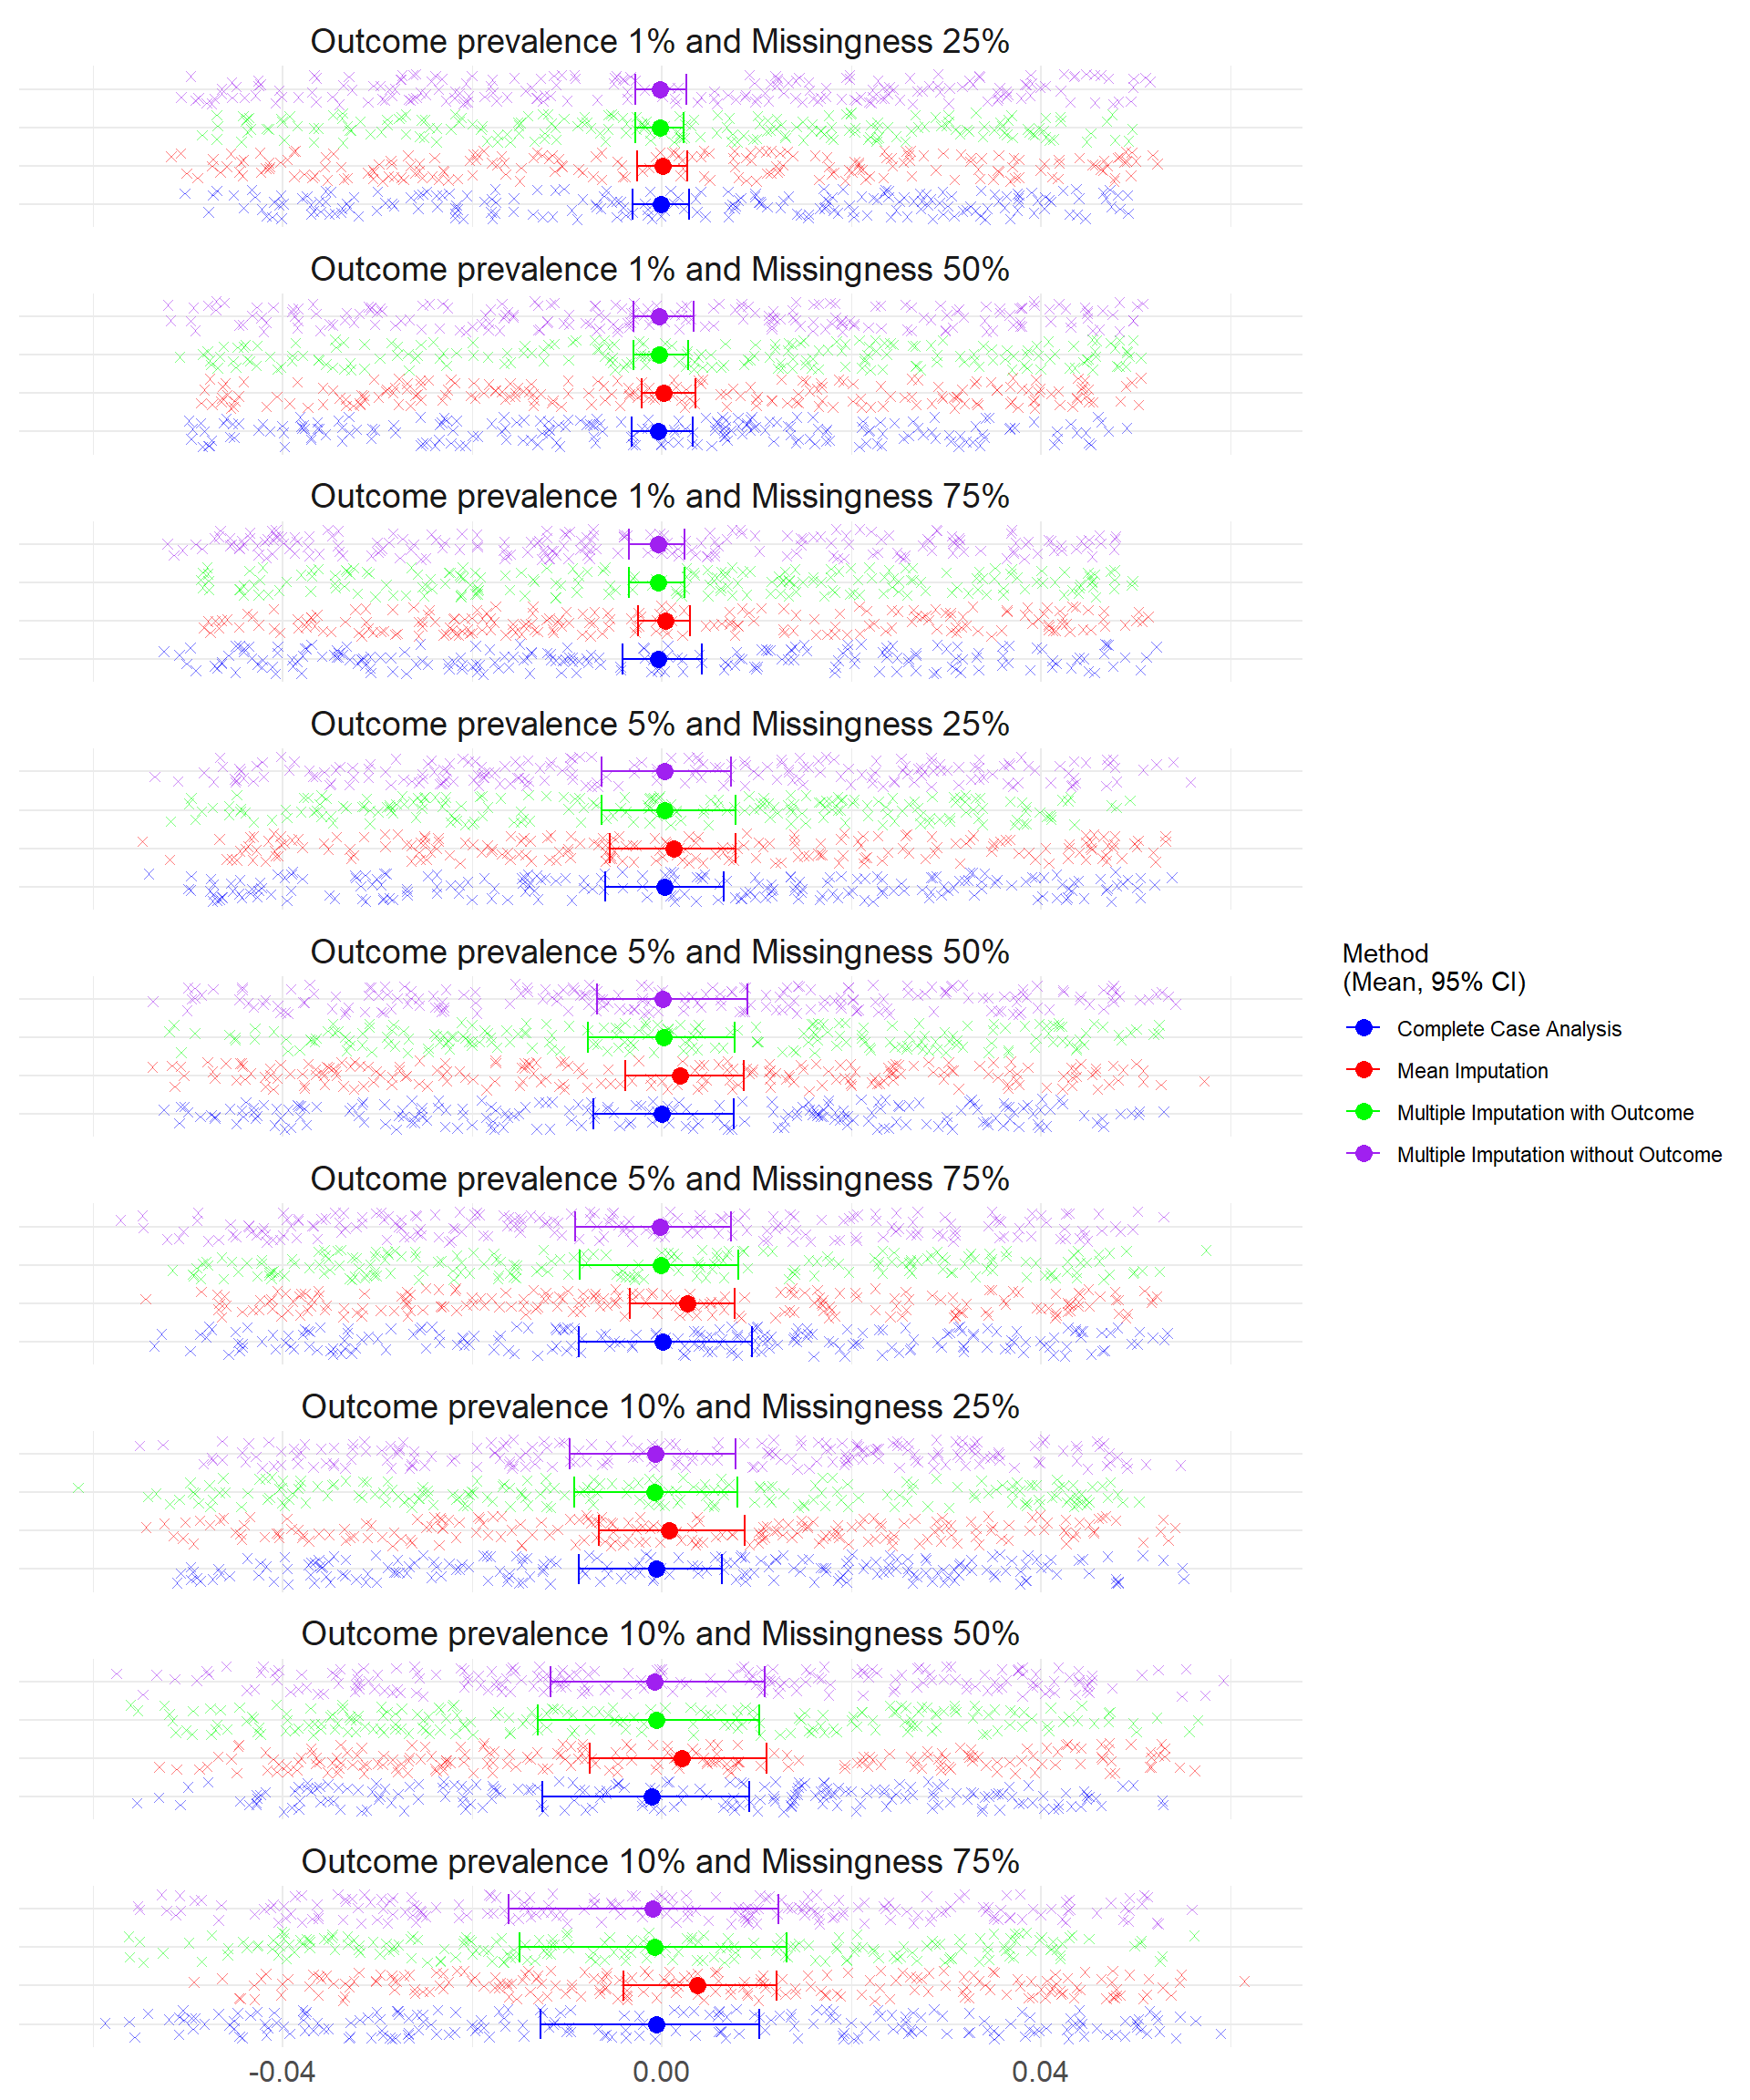 Outcome prevalence 1% and Missingness 25%
Outcome prevalence 1% and Missingness 50%
Outcome prevalence 1% and Missingness 75%
Outcome prevalence 5% and Missingness 25%
Outcome prevalence 5% and Missingness 50%
Outcome prevalence 5% and Missingness 75%
Outcome prevalence 10% and Missingness 25%
Outcome prevalence 10% and Missingness 50%
Outcome prevalence 10% and Missingness 75%
-0.04 0.00 0.04
Method
(Mean, 95% CI)
Complete Case Analysis
Mean Imputation
Multiple Imputation with Outcome
Multiple Imputation without Outcome